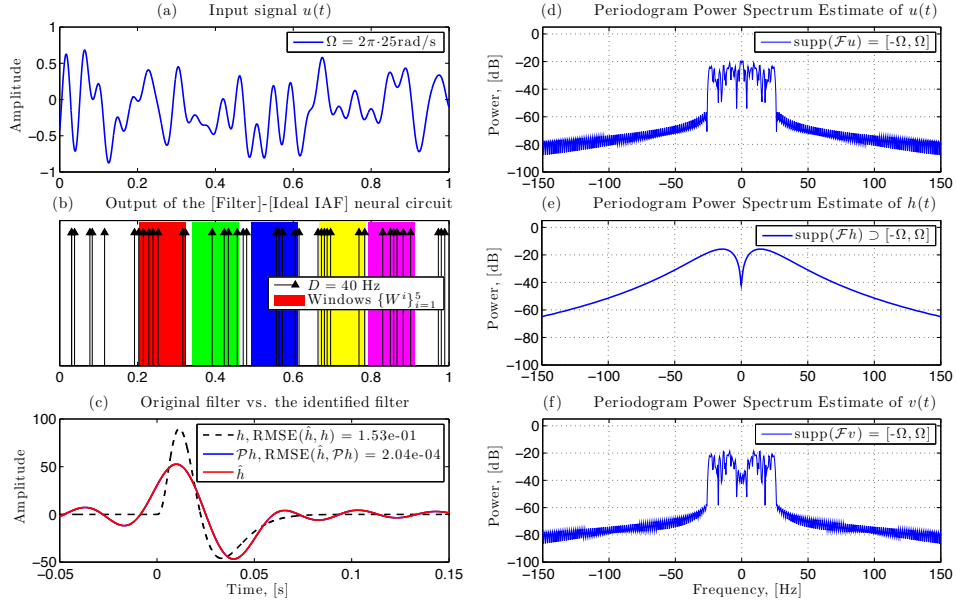 (a) Input signal u(t)
Amplitude
1
0.5
0
−0.5
−1
Ω = 2π·25rad/s
0 0.2 0.4 0.6 0.8 1
(b) Output of the [Filter]-[Ideal IAF] neural circuit
D = 40 Hz
Windows {W^i}_{i=1}^5
0 0.2 0.4 0.6 0.8 1
(c) Original filter vs. the identified filter
Amplitude
100
50
0
−50
h, RMSE(ĥ, h) = 1.53e-01
𝒫h, RMSE(ĥ, 𝒫h) = 2.04e-04
ĥ
−0.05 0 0.05 0.1 0.15
Time, [s]
(d) Periodogram Power Spectrum Estimate of u(t)
Power, [dB]
0
−20
−40
−60
−80
−100
supp(ℱu) = [-Ω, Ω]
−150 −100 −50 0 50 100 150
(e) Periodogram Power Spectrum Estimate of h(t)
Power, [dB]
0
−20
−40
−60
−80
−100
supp(ℱh) ⊃ [-Ω, Ω]
−150 −100 −50 0 50 100 150
(f) Periodogram Power Spectrum Estimate of v(t)
Power, [dB]
0
−20
−40
−60
−80
−100
supp(ℱv) = [-Ω, Ω]
−150 −100 −50 0 50 100 150
Frequency, [Hz]